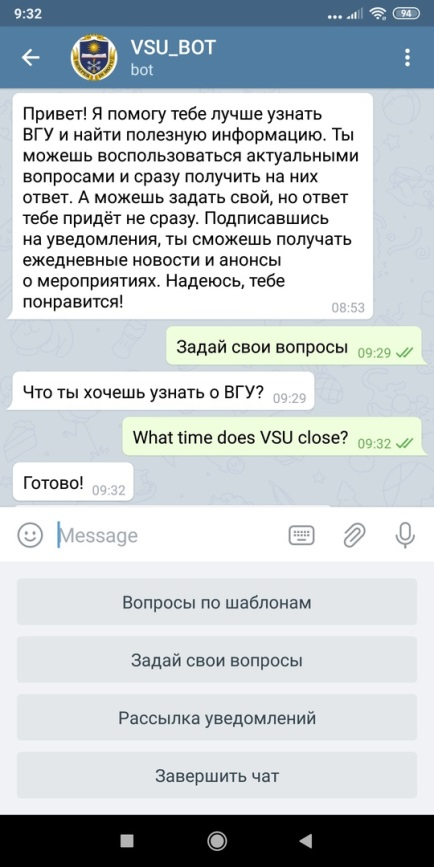 9:32
94
VSU_BOT
bot
Привет! Я помогу тебе лучше узнать
ВГУ и найти полезную информацию. Ты
можешь воспользоваться актуальными
вопросами и сразу получить на них
ответ. А можешь задать свой, но ответ
тебе придёт не сразу. Подписавшись
на уведомления, ты сможешь получать
ежедневные новости и анонсы
о мероприятиях. Надеюсь, тебе
понравится!
08:53
Задай свои вопросы 09:29
Что ты хочешь узнать о ВГУ? 09:29
What time does VSU close? 09:32
Готово! 09:32
Message
Вопросы по шаблонам
Задай свои вопросы
Рассылка уведомлений
Завершить чат